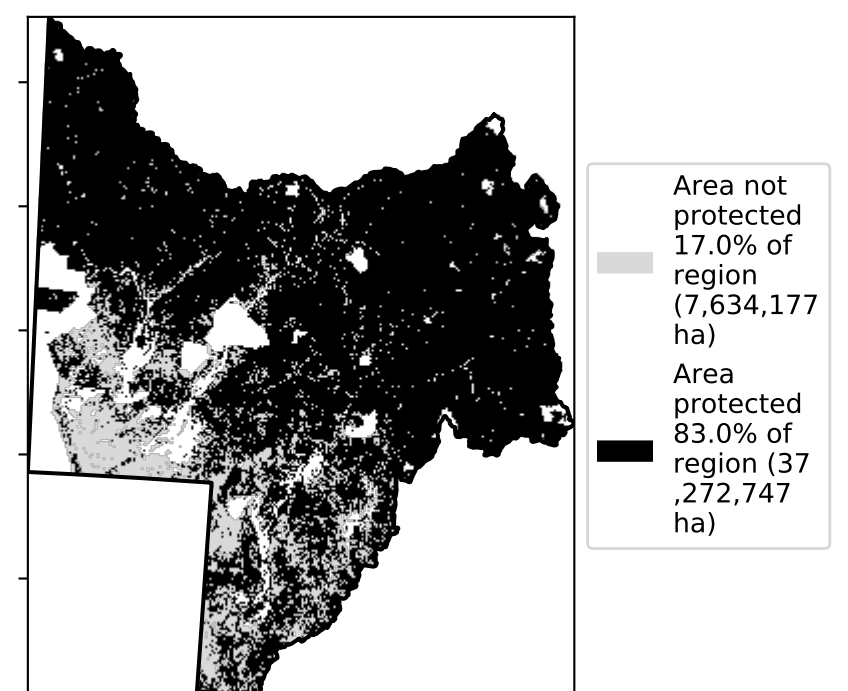 Area not
protected
17.0% of
region
(7,634,177
ha)
Area
protected
83.0% of
region (37
,272,747
ha)